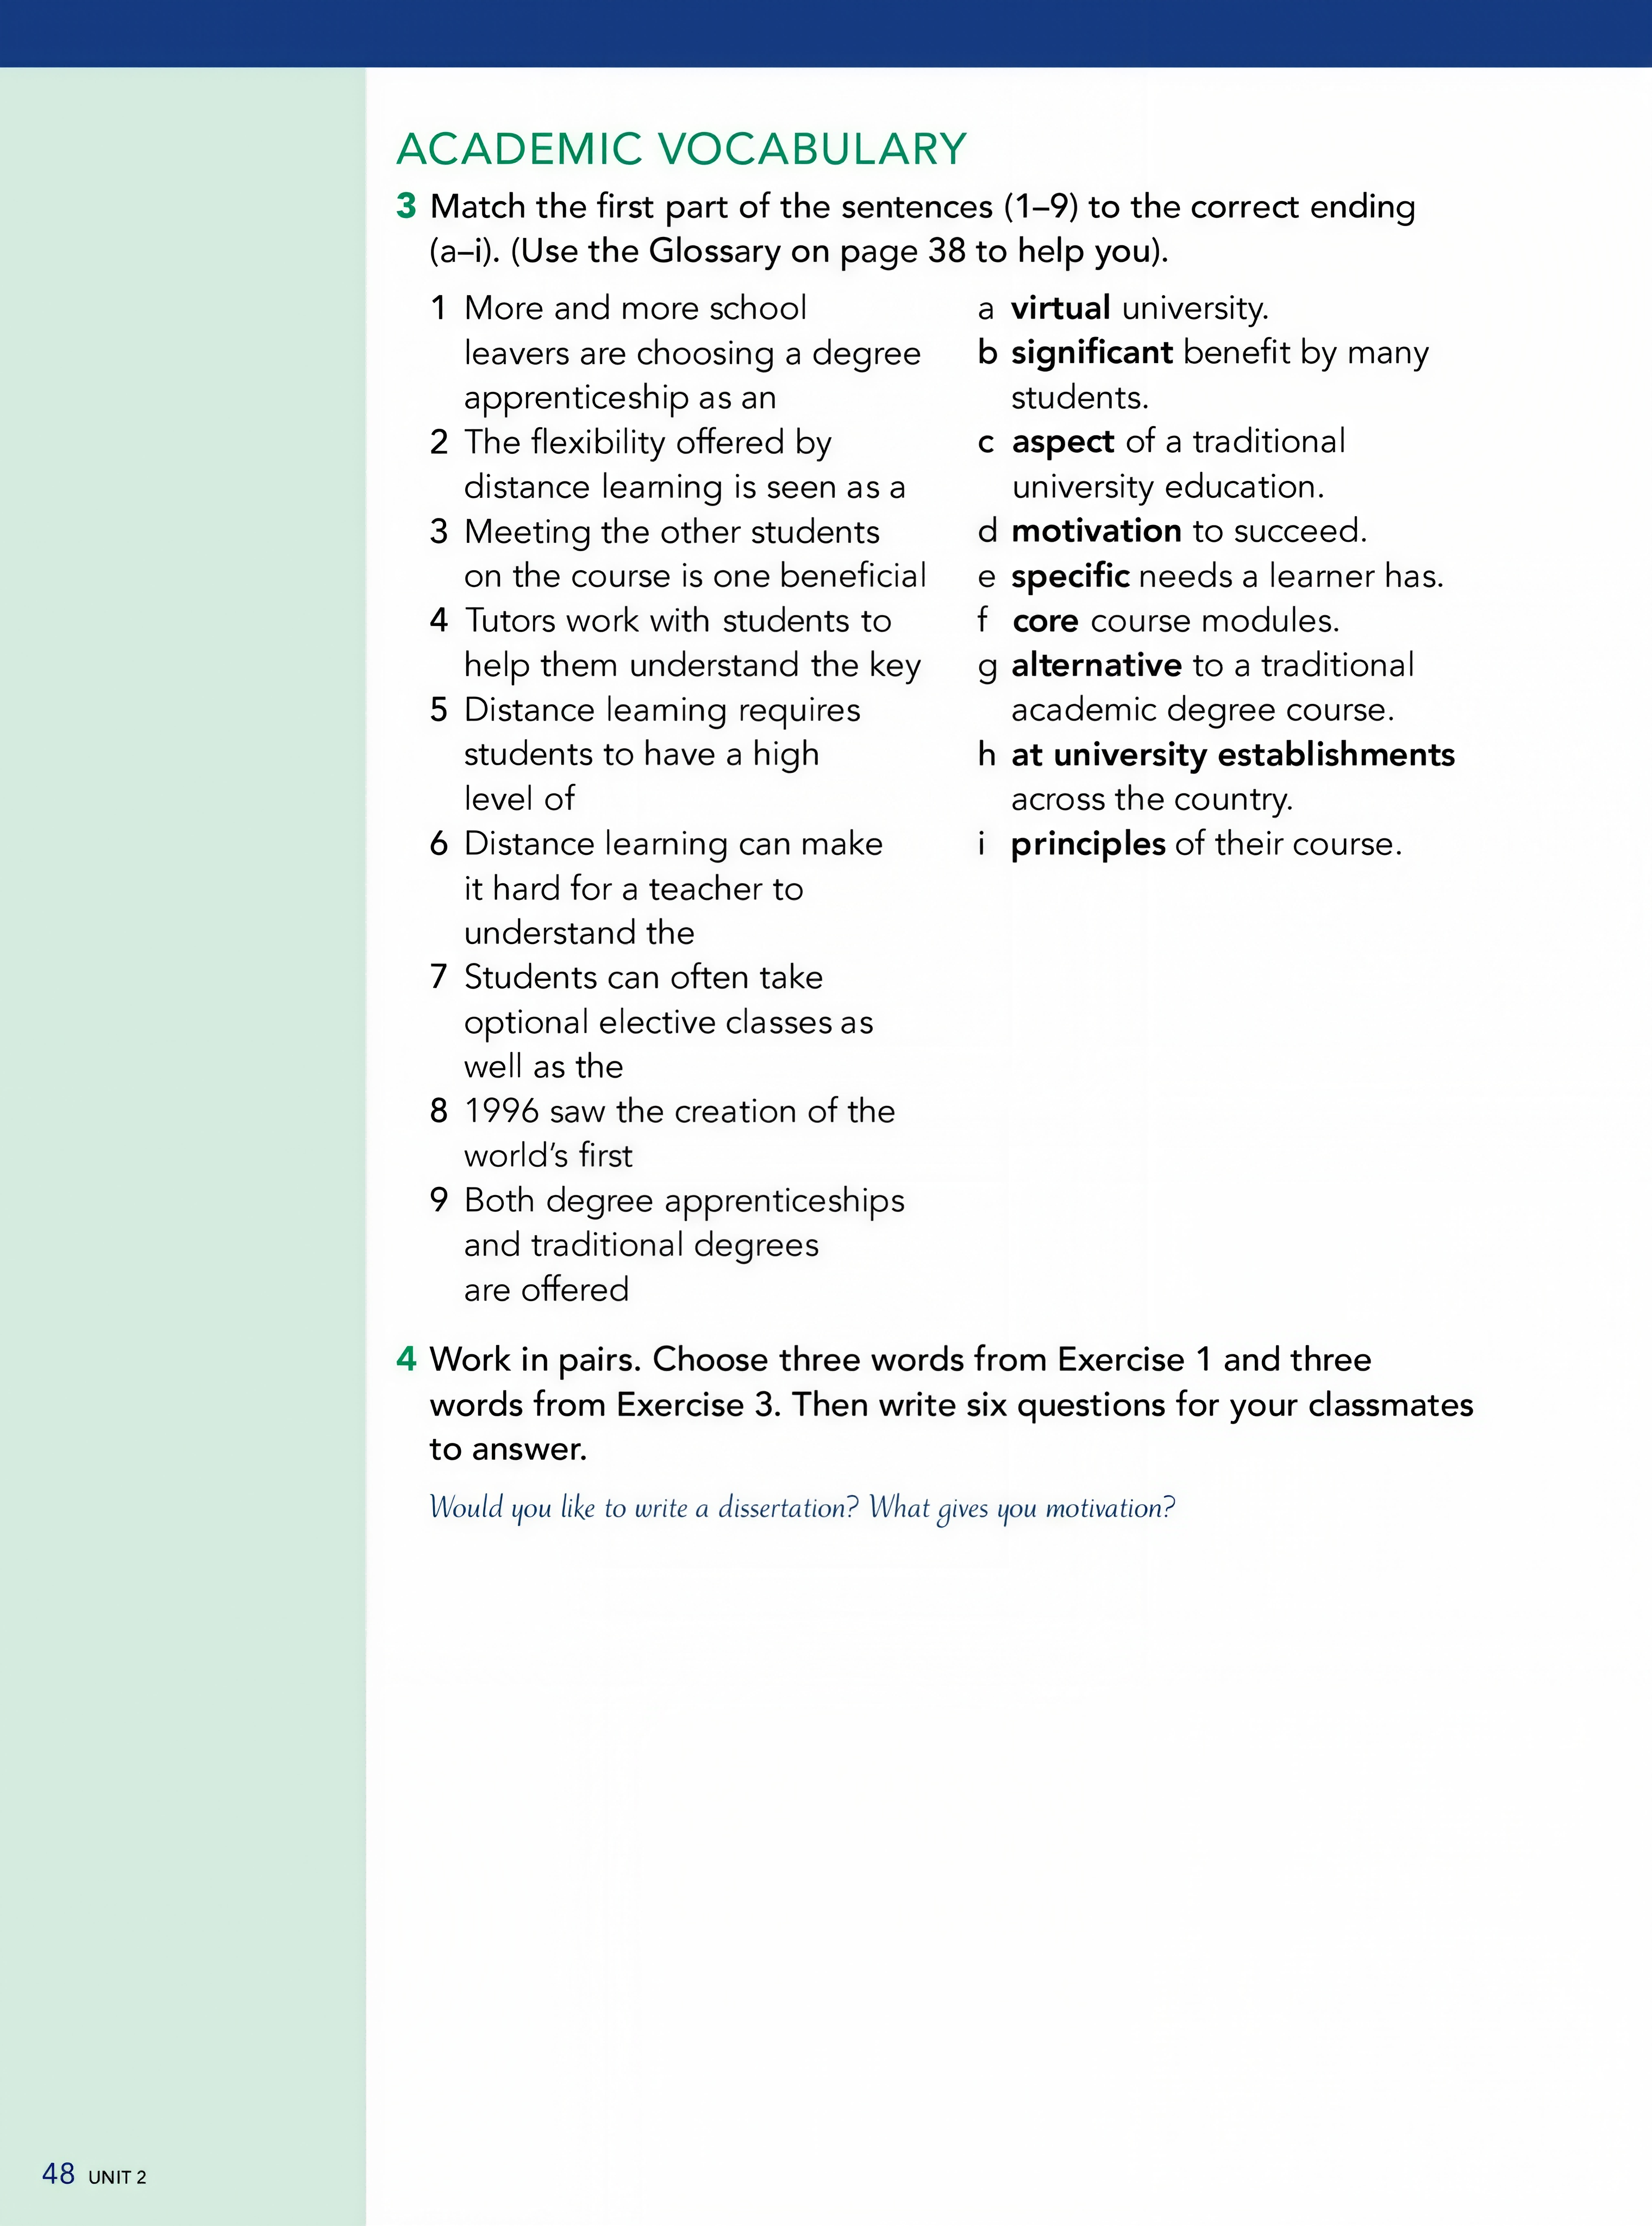 ACADEMIC VOCABULARY
3 Match the first part of the sentences (1–9) to the correct ending
(a–i). (Use the Glossary on page 38 to help you).
1 More and more school
leavers are choosing a degree
apprenticeship as an
2 The flexibility offered by
distance learning is seen as a
3 Meeting the other students
on the course is one beneficial
4 Tutors work with students to
help them understand the key
5 Distance learning requires
students to have a high
level of
6 Distance learning can make
it hard for a teacher to
understand the
7 Students can often take
optional elective classes as
well as the
8 1996 saw the creation of the
world’s first
9 Both degree apprenticeships
and traditional degrees
are offered
a virtual university.
b significant benefit by many
students.
c aspect of a traditional
university education.
d motivation to succeed.
e specific needs a learner has.
f core course modules.
g alternative to a traditional
academic degree course.
h at university establishments
across the country.
i principles of their course.
4 Work in pairs. Choose three words from Exercise 1 and three
words from Exercise 3. Then write six questions for your classmates
to answer.
Would you like to write a dissertation? What gives you motivation?
48 UNIT 2